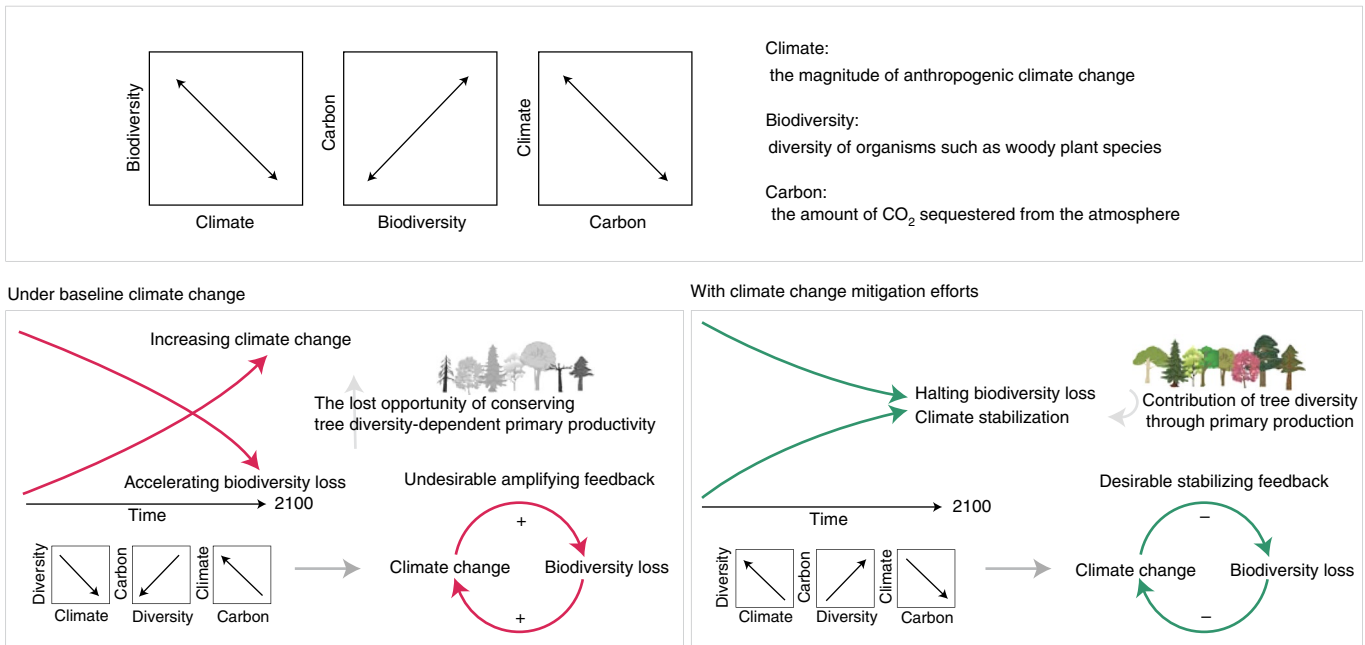 Biodiversity
Climate
Carbon
Biodiversity
Climate
Carbon
Climate:
the magnitude of anthropogenic climate change
Biodiversity:
diversity of organisms such as woody plant species
Carbon:
the amount of CO2 sequestered from the atmosphere
Under baseline climate change
Increasing climate change
The lost opportunity of conserving
tree diversity-dependent primary productivity
Accelerating biodiversity loss
Time
2100
Diversity
Climate
Carbon
Diversity
Climate
Carbon
Undesirable amplifying feedback
+
Climate change
Biodiversity loss
+
With climate change mitigation efforts
Halting biodiversity loss
Climate stabilization
Contribution of tree diversity
through primary production
Time
2100
Diversity
Climate
Carbon
Diversity
Climate
Carbon
Desirable stabilizing feedback
–
Climate change
Biodiversity loss
–